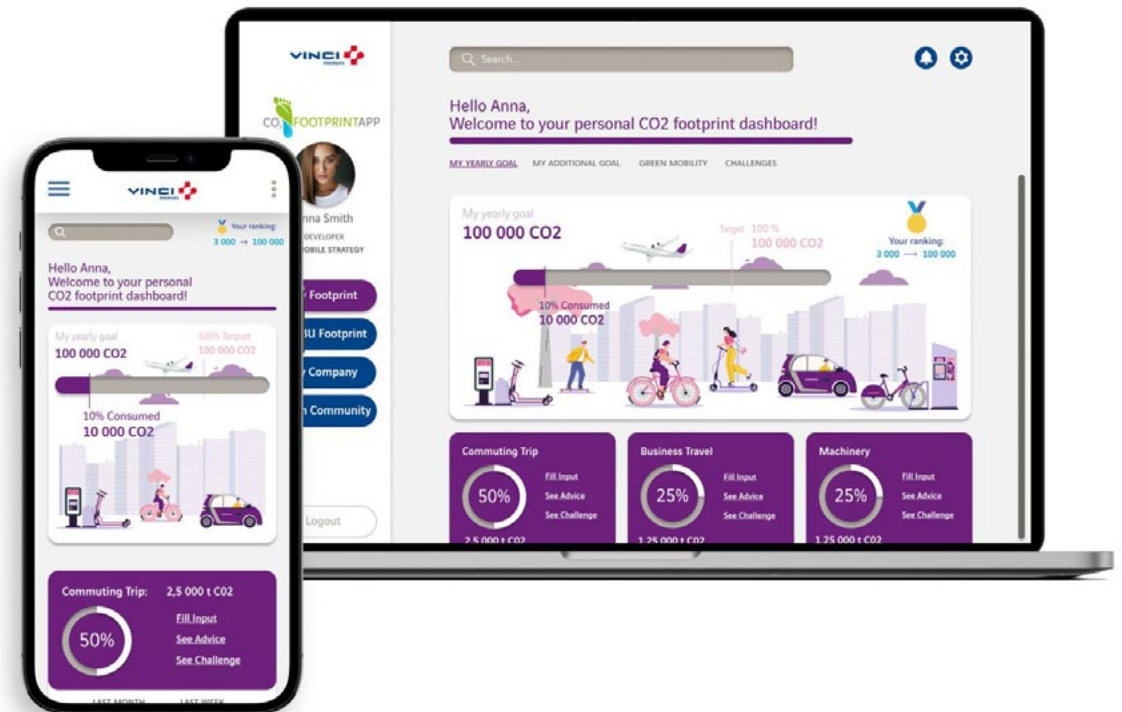 VINCI
ENERGIES
CO2 FOOTPRINTAPP
nna Smith
DEVELOPER
OBILE STRATEGY
Footprint
BU Footprint
Company
Community
Logout
Search...
Hello Anna,
Welcome to your personal CO2 footprint dashboard!
MY YEARLY GOAL MY ADDITIONAL GOAL GREEN MOBILITY CHALLENGES
My yearly goal
100 000 CO2
Target 100 %
100 000 CO2
Your ranking:
3 000 → 100 000
10% Consumed
10 000 CO2
Commuting Trip
50%
Fill Input
See Advice
See Challenge
2,5 000 t C02
Business Travel
25%
Fill Input
See Advice
See Challenge
1,25 000 t C02
Machinery
25%
Fill Input
See Advice
See Challenge
1,25 000 t C02
VINCI
ENERGIES
Your ranking:
3 000 → 100 000
Hello Anna,
Welcome to your personal
CO2 footprint dashboard!
My yearly goal
100 000 CO2
100%
100 000 CO2
10% Consumed
10 000 CO2
Commuting Trip: 2,5 000 t C02
50%
Fill Input
See Advice
See Challenge
LAST MONTH LAST WEEK